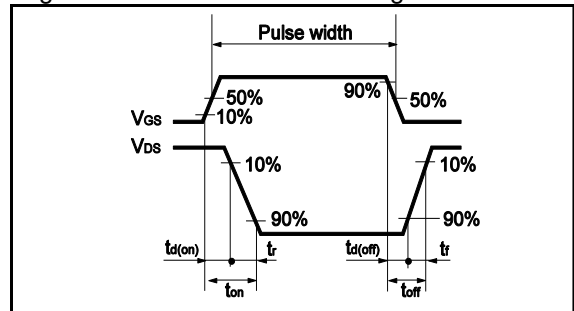 Pulse width
90%
50%
50%
10%
VGS
VDS
10%
10%
90%
90%
td(on)
tr
td(off)
tf
ton
toff